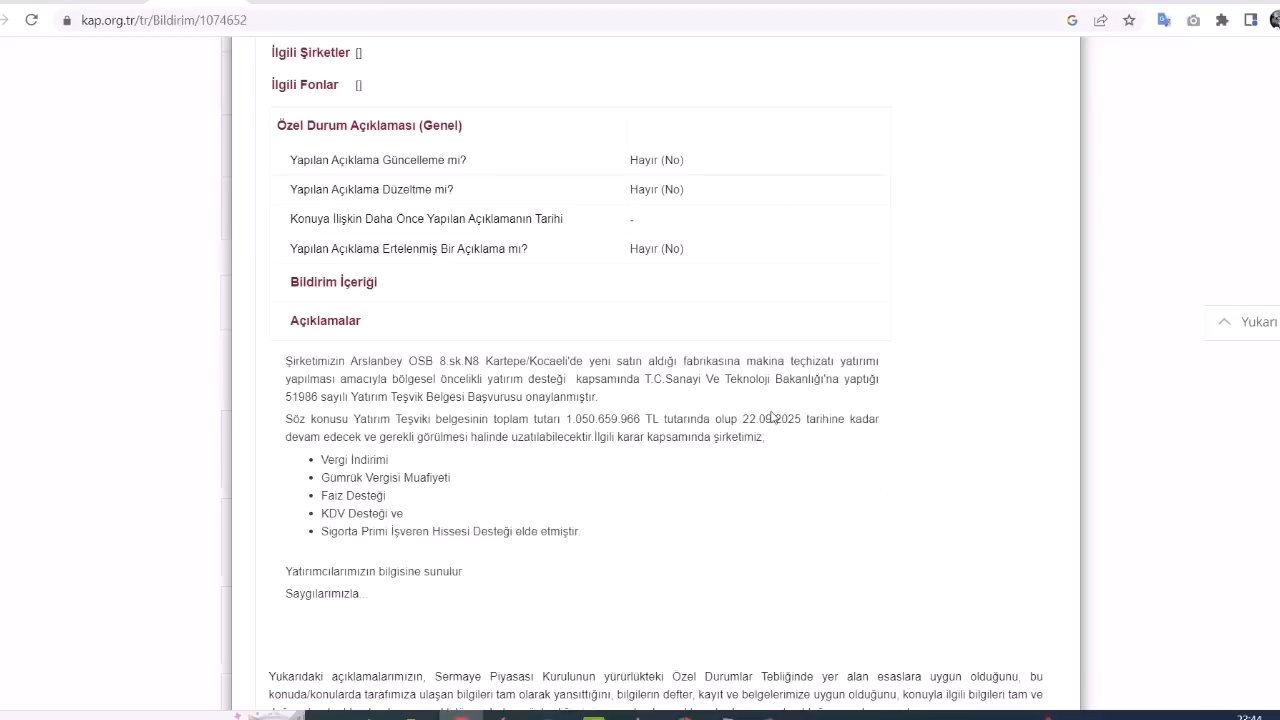 kap.org.tr/tr/Bildirim/1074652
İlgili Şirketler []
İlgili Fonlar []
Özel Durum Açıklaması (Genel)
Yapılan Açıklama Güncelleme mi? Hayır (No)
Yapılan Açıklama Düzeltme mi? Hayır (No)
Konuya İlişkin Daha Önce Yapılan Açıklamanın Tarihi -
Yapılan Açıklama Ertelenmiş Bir Açıklama mı? Hayır (No)
Bildirim İçeriği
Açıklamalar
Yukarı
Şirketimizin Arslanbey OSB 8.sk.N8 Kartepe/Kocaeli'de yeni satın aldığı fabrikasına makina teçhizatı yatırımı
yapılması amacıyla bölgesel öncelikli yatırım desteği kapsamında T.C.Sanayi Ve Teknoloji Bakanlığı'na yaptığı
51986 sayılı Yatırım Teşvik Belgesi Başvurusu onaylanmıştır.
Söz konusu Yatırım Teşviki belgesinin toplam tutarı 1.050.659.966 TL tutarında olup 22.09.2025 tarihine kadar
devam edecek ve gerekli görülmesi halinde uzatılabilecektir.İlgili karar kapsamında şirketimiz;
• Vergi İndirimi
• Gümrük Vergisi Muafiyeti
• Faiz Desteği
• KDV Desteği ve
• Sigorta Primi İşveren Hissesi Desteği elde etmiştir.
Yatırımcılarımızın bilgisine sunulur.
Saygılarımızla...
Yukarıdaki açıklamalarımızın, Sermaye Piyasası Kurulunun yürürlükteki Özel Durumlar Tebliğinde yer alan esaslara uygun olduğunu, bu
konuda/konularda tarafımıza ulaşan bilgileri tam olarak yansıttığını, bilgilerin defter, kayıt ve belgelerimize uygun olduğunu, konuyla ilgili bilgileri tam ve